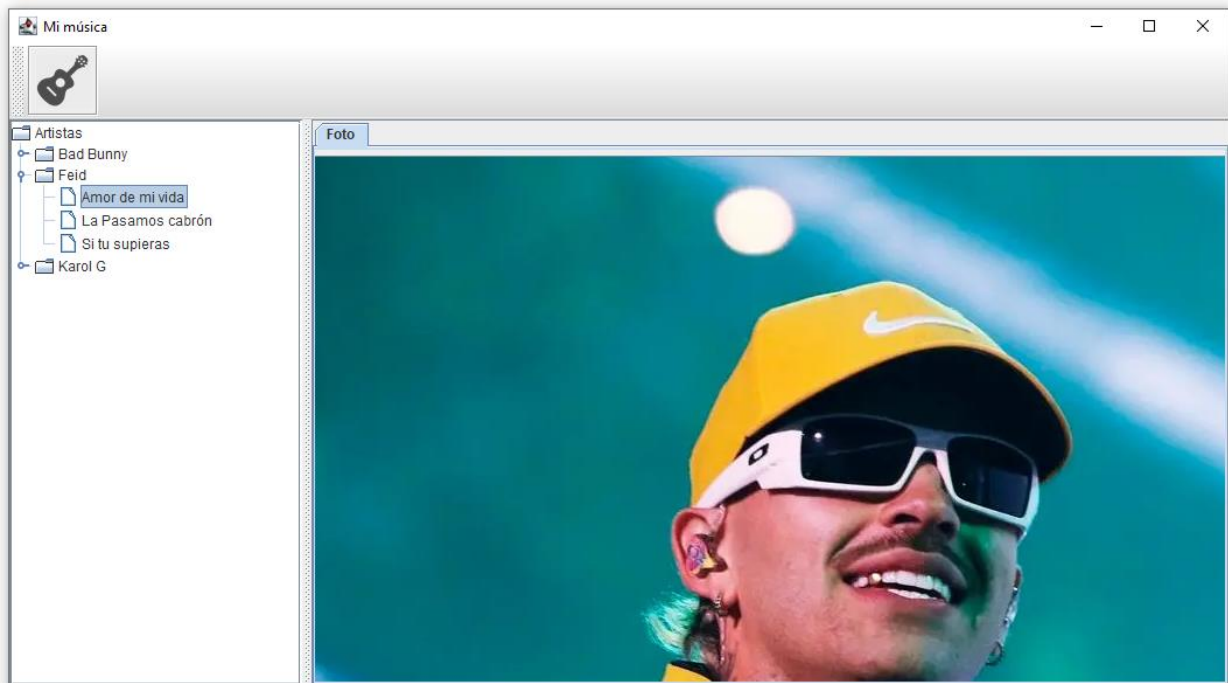 Mi música
Artistas
Bad Bunny
Feid
Amor de mi vida
La Pasamos cabrón
Si tu supieras
Karol G
Foto